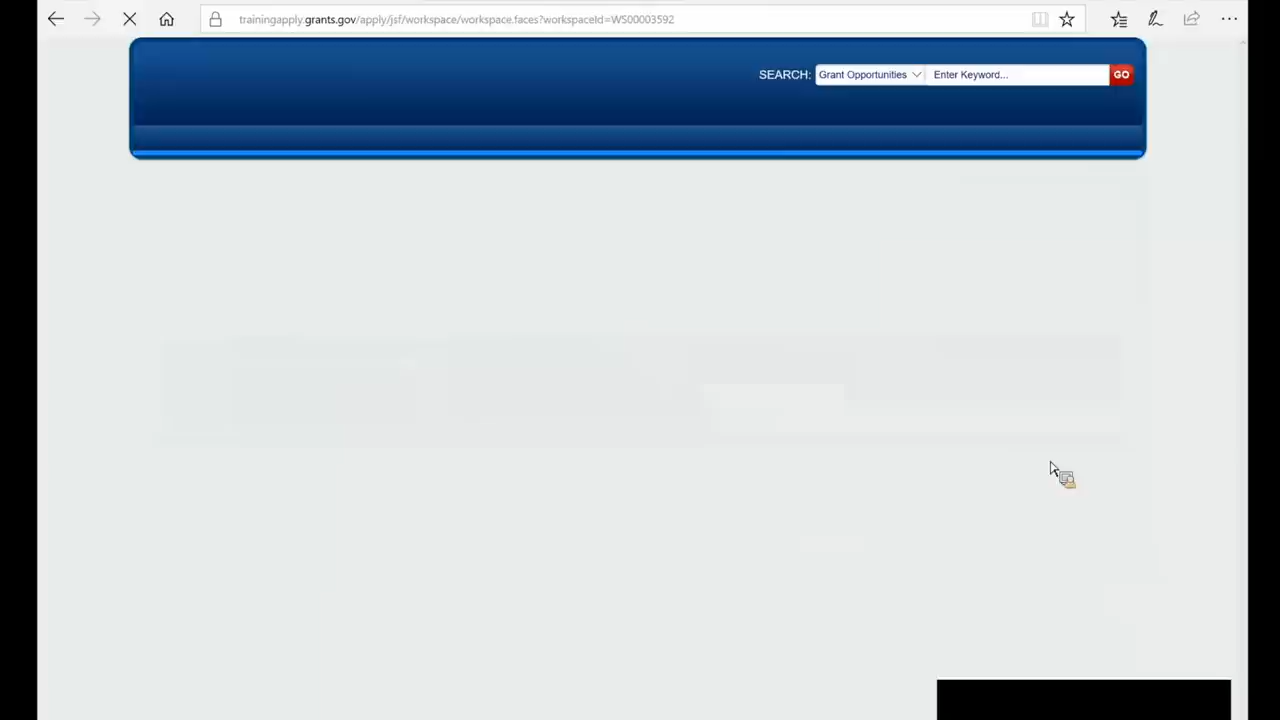 trainingapply.grants.gov/apply/jsf/workspace/workspace.faces?workspaceId=WS00003592
SEARCH: Grant Opportunities Enter Keyword... GO